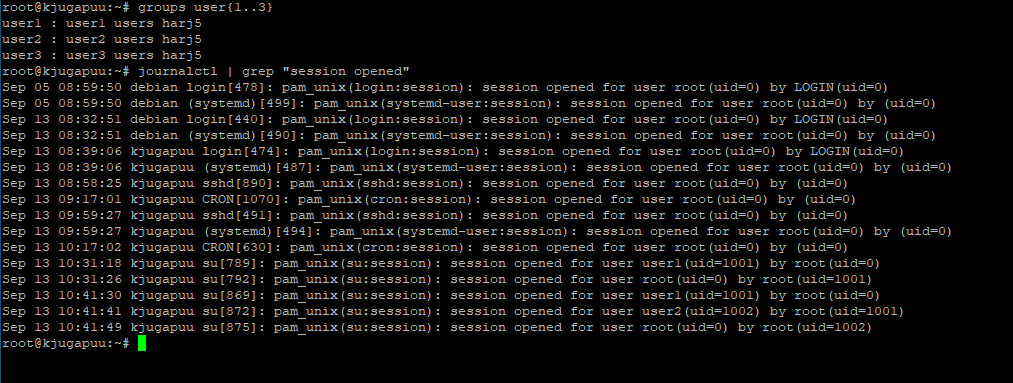 root@kjugapuu:~# groups user{1..3}
user1 : user1 users harj5
user2 : user2 users harj5
user3 : user3 users harj5
root@kjugapuu:~# journalctl | grep "session opened"
Sep 05 08:59:50 debian login[478]: pam_unix(login:session): session opened for user root(uid=0) by LOGIN(uid=0)
Sep 05 08:59:50 debian (systemd)[499]: pam_unix(systemd-user:session): session opened for user root(uid=0) by (uid=0)
Sep 13 08:32:51 debian login[440]: pam_unix(login:session): session opened for user root(uid=0) by LOGIN(uid=0)
Sep 13 08:32:51 debian (systemd)[490]: pam_unix(systemd-user:session): session opened for user root(uid=0) by (uid=0)
Sep 13 08:39:06 kjugapuu login[474]: pam_unix(login:session): session opened for user root(uid=0) by LOGIN(uid=0)
Sep 13 08:39:06 kjugapuu (systemd)[487]: pam_unix(systemd-user:session): session opened for user root(uid=0) by (uid=0)
Sep 13 08:58:25 kjugapuu sshd[890]: pam_unix(sshd:session): session opened for user root(uid=0) by (uid=0)
Sep 13 09:17:01 kjugapuu CRON[1070]: pam_unix(cron:session): session opened for user root(uid=0) by (uid=0)
Sep 13 09:59:27 kjugapuu sshd[491]: pam_unix(sshd:session): session opened for user root(uid=0) by (uid=0)
Sep 13 09:59:27 kjugapuu (systemd)[494]: pam_unix(systemd-user:session): session opened for user root(uid=0) by (uid=0)
Sep 13 10:17:02 kjugapuu CRON[630]: pam_unix(cron:session): session opened for user root(uid=0) by (uid=0)
Sep 13 10:31:18 kjugapuu su[789]: pam_unix(su:session): session opened for user user1(uid=1001) by root(uid=0)
Sep 13 10:31:26 kjugapuu su[792]: pam_unix(su:session): session opened for user root(uid=0) by root(uid=1001)
Sep 13 10:41:30 kjugapuu su[869]: pam_unix(su:session): session opened for user user1(uid=1001) by root(uid=0)
Sep 13 10:41:41 kjugapuu su[872]: pam_unix(su:session): session opened for user user2(uid=1002) by root(uid=1001)
Sep 13 10:41:49 kjugapuu su[875]: pam_unix(su:session): session opened for user root(uid=0) by root(uid=1002)
root@kjugapuu:~#